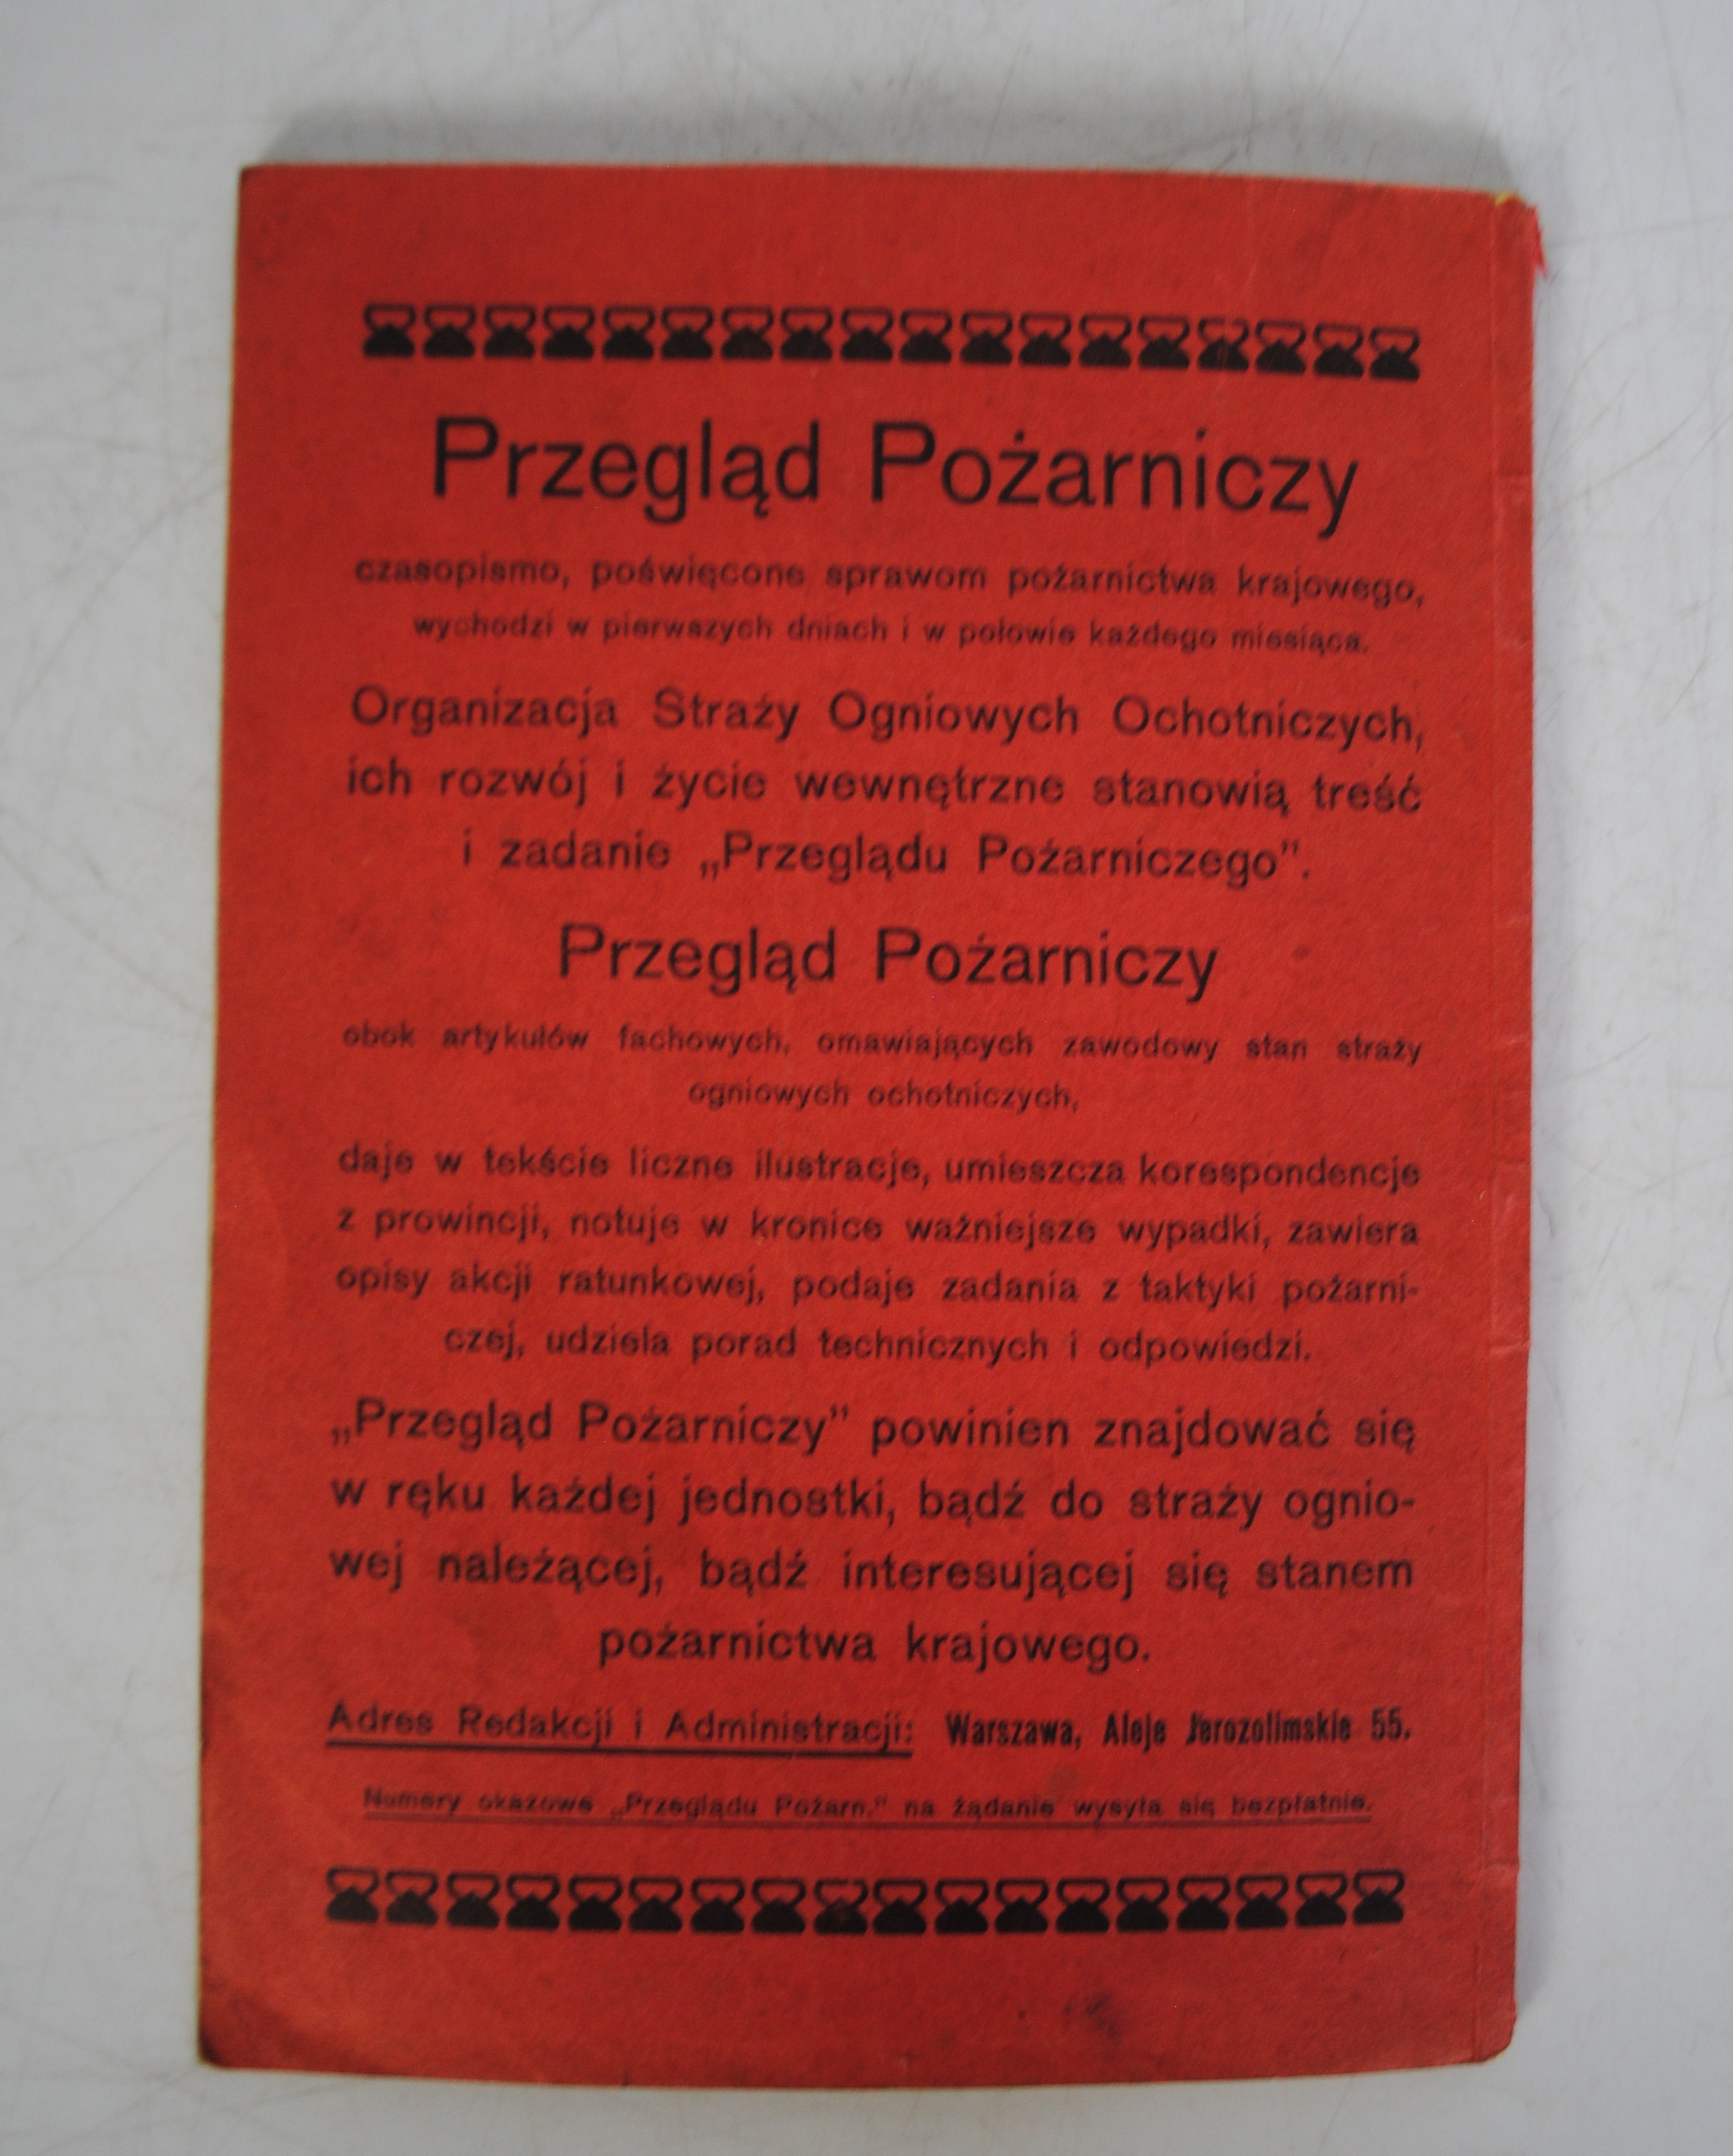 Przegląd Pożarniczy
czasopismo, poświęcone sprawom pożarnictwa krajowego,
wychodzi w pierwszych dniach i w połowie każdego miesiąca.
Organizacja Straży Ogniowych Ochotniczych,
ich rozwój i życie wewnętrzne stanowią treść
i zadanie „Przeglądu Pożarniczego”.
Przegląd Pożarniczy
obok artykułów fachowych, omawiających zawodowy stan straży
ogniowych ochotniczych,
daje w tekście liczne ilustracje, umieszcza korespondencje
z prowincji, notuje w kronice ważniejsze wypadki, zawiera
opisy akcji ratunkowej, podaje zadania z taktyki pożarni-
czej, udziela porad technicznych i odpowiedzi.
„Przegląd Pożarniczy” powinien znajdować się
w ręku każdej jednostki, bądź do straży ognio-
wej należącej, bądź interesującej się stanem
pożarnictwa krajowego.
Adres Redakcji i Administracji: Warszawa, Aleje Jerozolimskie 55.
Numery okazowe „Przeglądu Pożarn.” na żądanie wysyła się bezpłatnie.